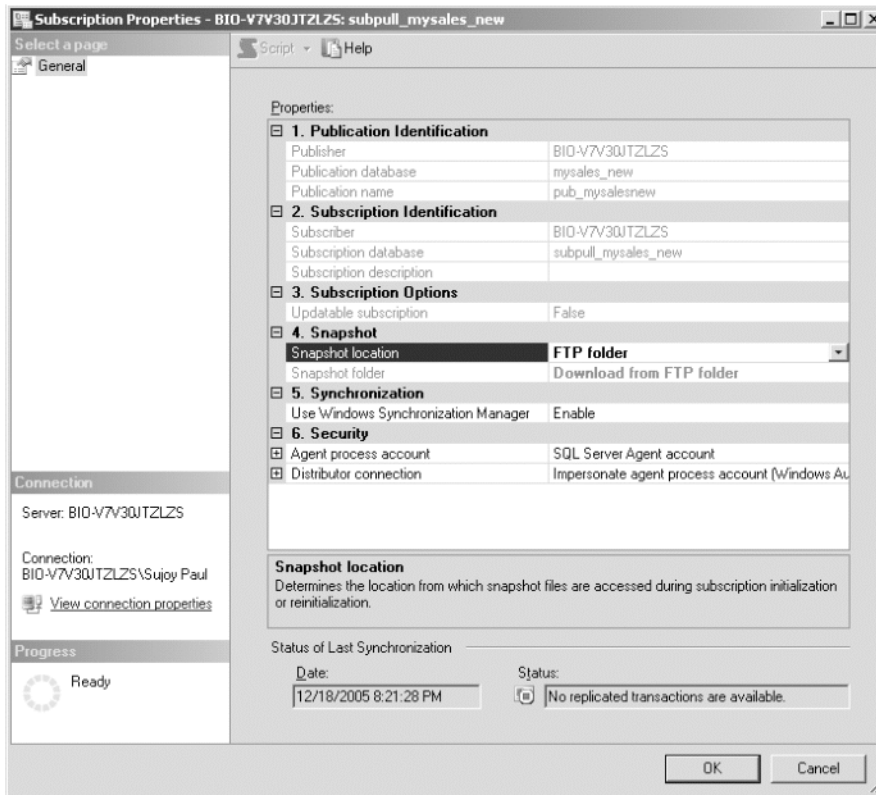 Subscription Properties - BIO-V7V30JTZLZS: subpull_mysales_new
Select a page
General
Script Help
Properties:
1. Publication Identification
Publisher BIO-V7V30JTZLZS
Publication database mysales_new
Publication name pub_mysalesnew
2. Subscription Identification
Subscriber BIO-V7V30JTZLZS
Subscription database subpull_mysales_new
Subscription description
3. Subscription Options
Updatable subscription False
4. Snapshot
Snapshot location FTP folder
Snapshot folder Download from FTP folder
5. Synchronization
Use Windows Synchronization Manager Enable
6. Security
Agent process account SQL Server Agent account
Distributor connection Impersonate agent process account (Windows Au
Connection
Server: BIO-V7V30JTZLZS
Connection:
BIO-V7V30JTZLZS\Sujoy Paul
View connection properties
Progress
Ready
Snapshot location
Determines the location from which snapshot files are accessed during subscription initialization
or reinitialization.
Status of Last Synchronization
Date: Status:
12/18/2005 8:21:28 PM No replicated transactions are available.
OK Cancel